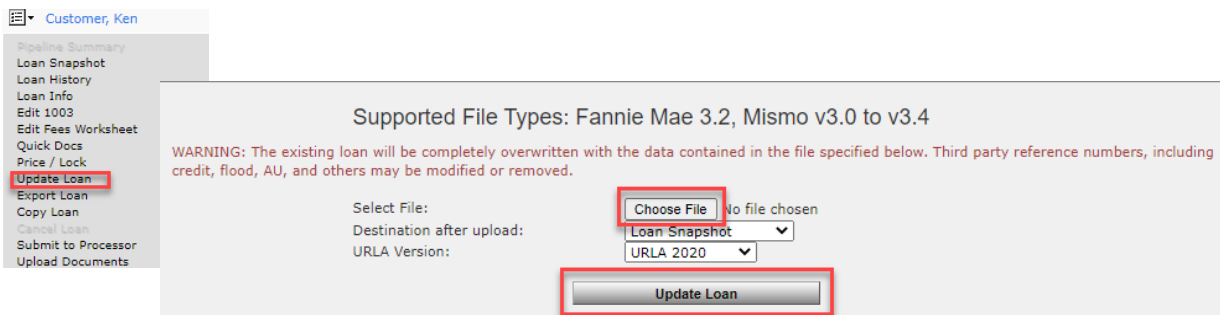 Customer, Ken
Pipeline Summary
Loan Snapshot
Loan History
Loan Info
Edit 1003
Edit Fees Worksheet
Quick Docs
Price / Lock
Update Loan
Export Loan
Copy Loan
Cancel Loan
Submit to Processor
Upload Documents
Supported File Types: Fannie Mae 3.2, Mismo v3.0 to v3.4
WARNING: The existing loan will be completely overwritten with the data contained in the file specified below. Third party reference numbers, including
credit, flood, AU, and others may be modified or removed.
Select File: Choose File No file chosen
Destination after upload: Loan Snapshot
URLA Version: URLA 2020
Update Loan